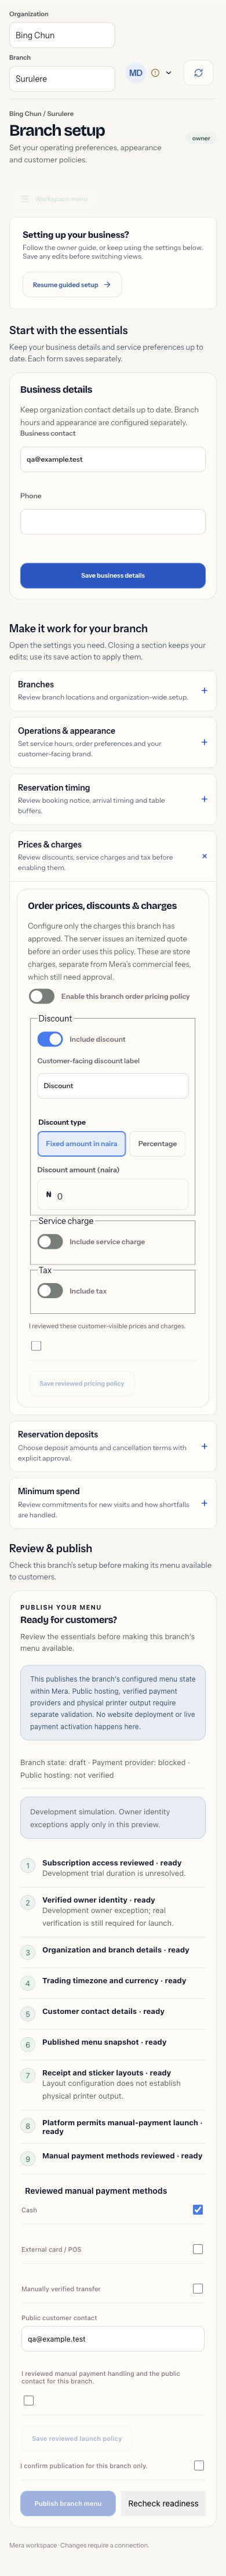 Organization
Bing Chun
Branch
Surulere
MD
Bing Chun / Surulere
Branch setup
owner
Set your operating preferences, appearance
and customer policies.
Workspace menu
Setting up your business?
Follow the owner guide, or keep using the settings below.
Save any edits before switching views.
Resume guided setup →
Start with the essentials
Keep your business details and service preferences up to
date. Each form saves separately.
Business details
Keep organization contact details up to date. Branch
hours and appearance are configured separately.
Business contact
qa@example.test
Phone
Save business details
Make it work for your branch
Open the settings you need. Closing a section keeps your
edits; use its save action to apply them.
Branches
Review branch locations and organization-wide setup.
+
Operations & appearance
Set service hours, order preferences and your
customer-facing brand.
+
Reservation timing
Review booking notice, arrival timing and table
buffers.
+
Prices & charges
Review discounts, service charges and tax before
enabling them.
×
Order prices, discounts & charges
Configure only the charges this branch has
approved. The server issues an itemized quote
before an order uses these policies. These are store
charges, separate from Mera's commercial fees,
which still need approval.
Enable this branch order pricing policy
Discount
Include discount
Customer-facing discount label
Discount
Discount type
Fixed amount in naira
Percentage
Discount amount (naira)
₦ 0
Service charge
Include service charge
Tax
Include tax
I reviewed these customer-visible prices and charges.
Save reviewed pricing policy
Reservation deposits
Choose deposit amounts and cancellation terms with
explicit approval.
+
Minimum spend
Review commitments for new visits and how shortfalls
are handled.
+
Review & publish
Check this branch's setup before making its menu available
to customers.
PUBLISH YOUR MENU
Ready for customers?
Review the essentials before making this branch's
menu available.
This publishes the branch's configured menu state
within Mera. Public hosting, verified payment
providers and physical printer output require
separate validation. No website deployment or live
payment activation happens here.
Branch state: draft · Payment provider: blocked ·
Public hosting: not verified
Development simulation. Owner identity
exceptions apply only in this preview.
1 Subscription access reviewed · ready
Development trial duration is unresolved.
2 Verified owner identity · ready
Development owner exception; real
verification is still required for launch.
3 Organization and branch details · ready
4 Trading timezone and currency · ready
5 Customer contact details · ready
6 Published menu snapshot · ready
7 Receipt and sticker layouts · ready
Layout configuration does not establish
physical printer output.
8 Platform permits manual-payment launch ·
ready
9 Manual payment methods reviewed · ready
Reviewed manual payment methods
Cash
External card / POS
Manually verified transfer
Public customer contact
qa@example.test
I reviewed manual payment handling and the public
contact for this branch.
Save reviewed launch policy
I confirm publication for this branch only.
Publish branch menu
Recheck readiness
Mera workspace · Changes require a connection.